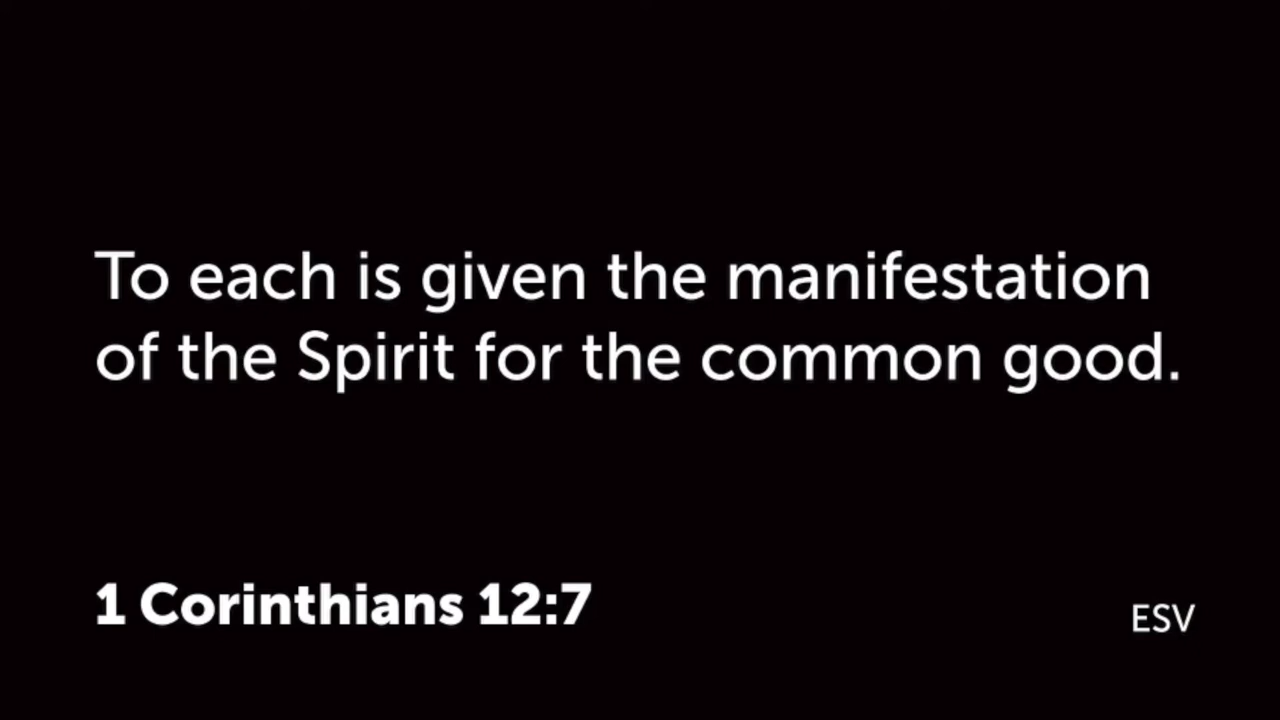 To each is given the manifestation
of the Spirit for the common good.
1 Corinthians 12:7
ESV